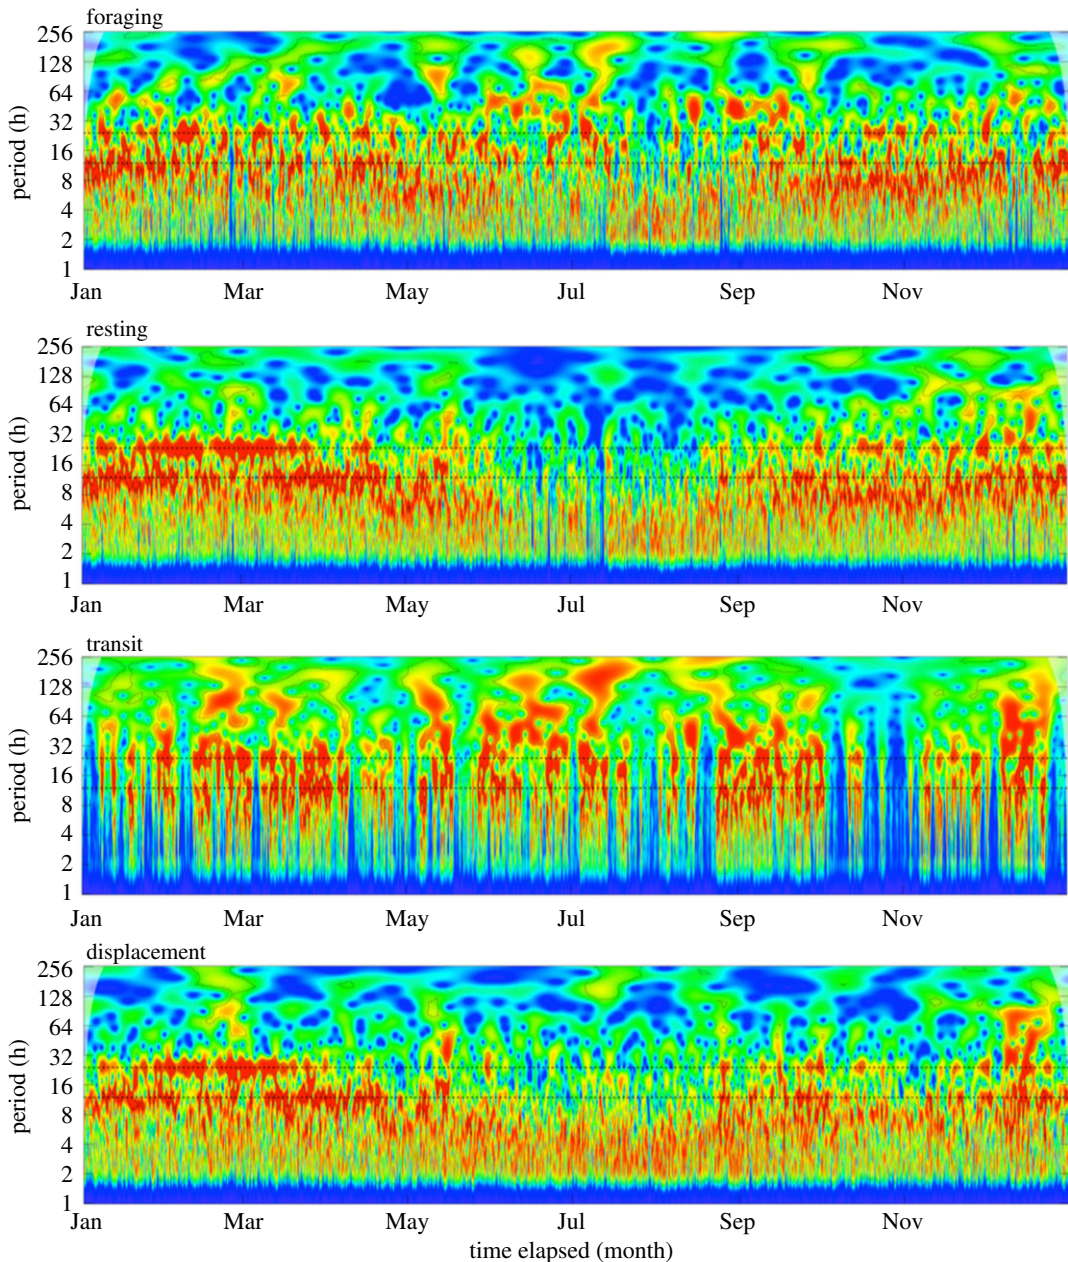 foraging
256
128
64
32
16
8
4
2
1
period (h)
Jan Mar May Jul Sep Nov
resting
256
128
64
32
16
8
4
2
1
period (h)
Jan Mar May Jul Sep Nov
transit
256
128
64
32
16
8
4
2
1
period (h)
Jan Mar May Jul Sep Nov
displacement
256
128
64
32
16
8
4
2
1
period (h)
Jan Mar May Jul Sep Nov
time elapsed (month)